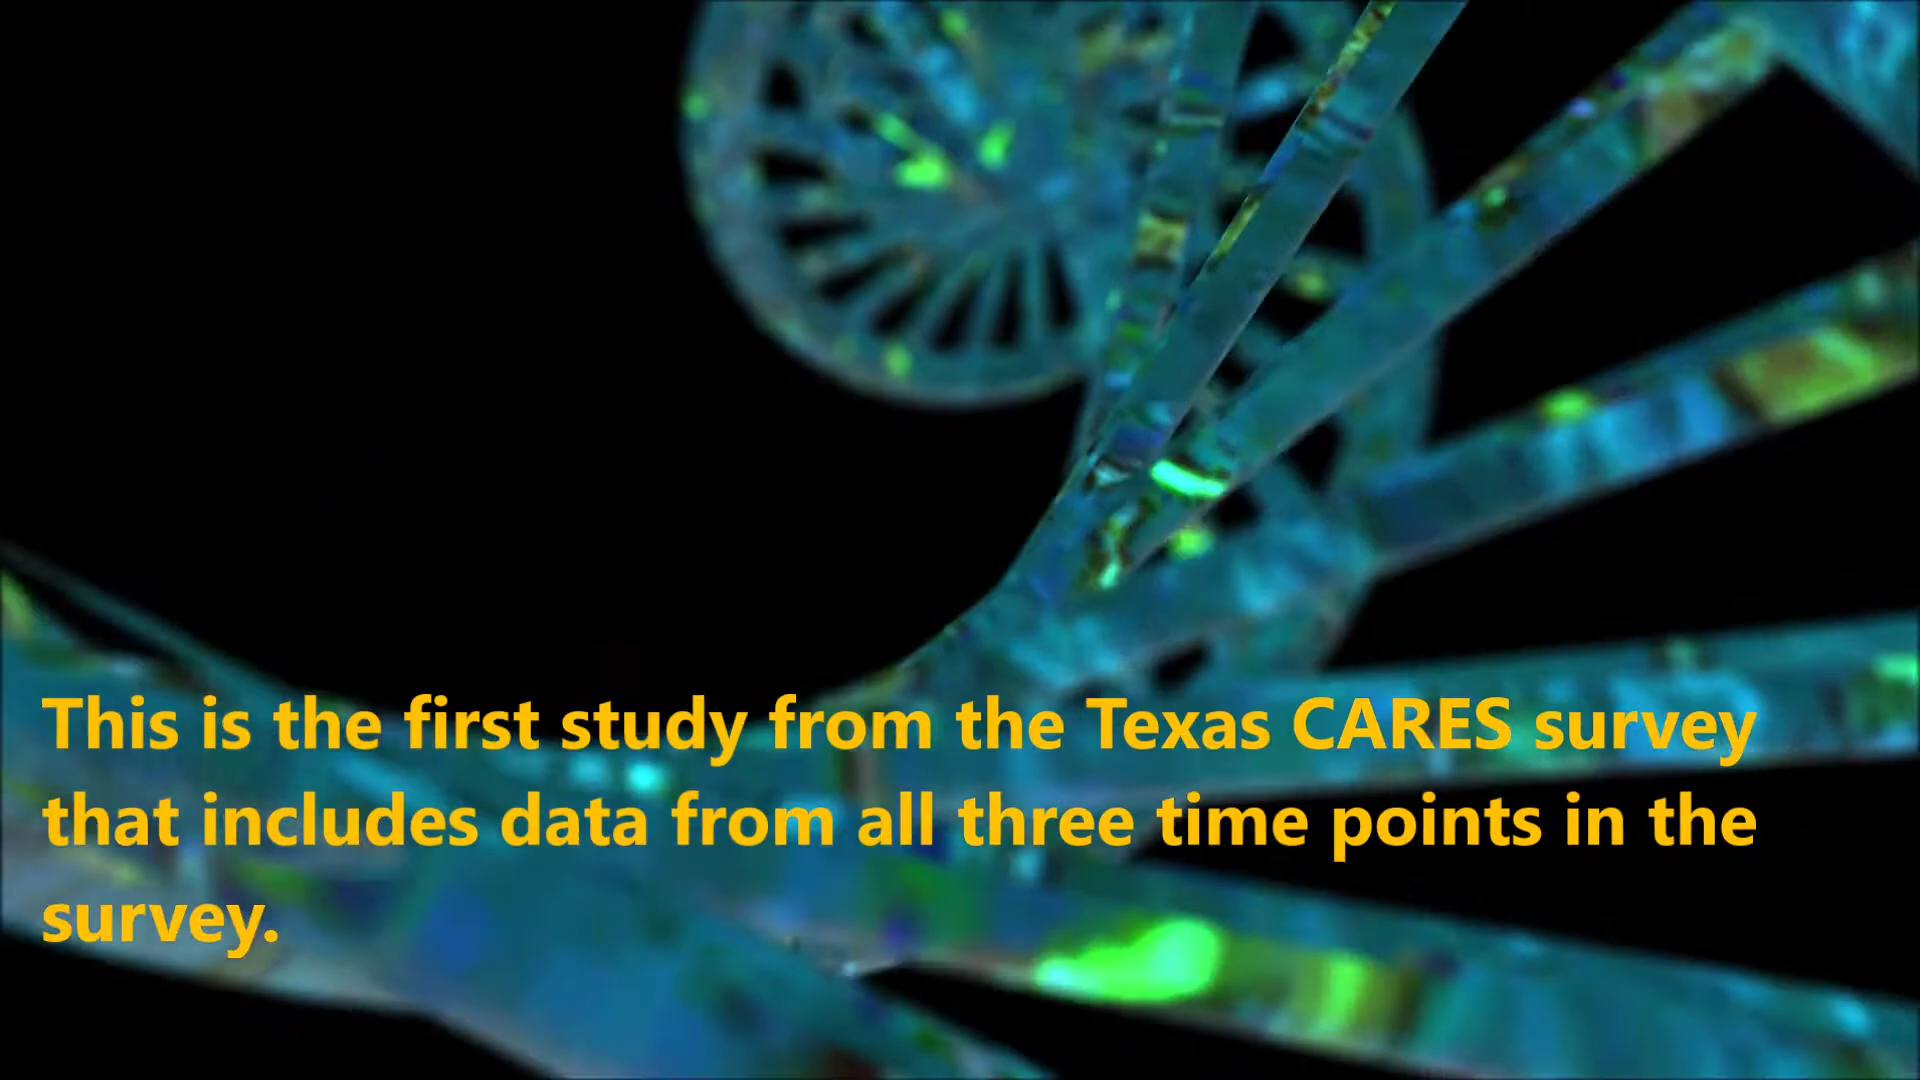 This is the first study from the Texas CARES survey
that includes data from all three time points in the
survey.